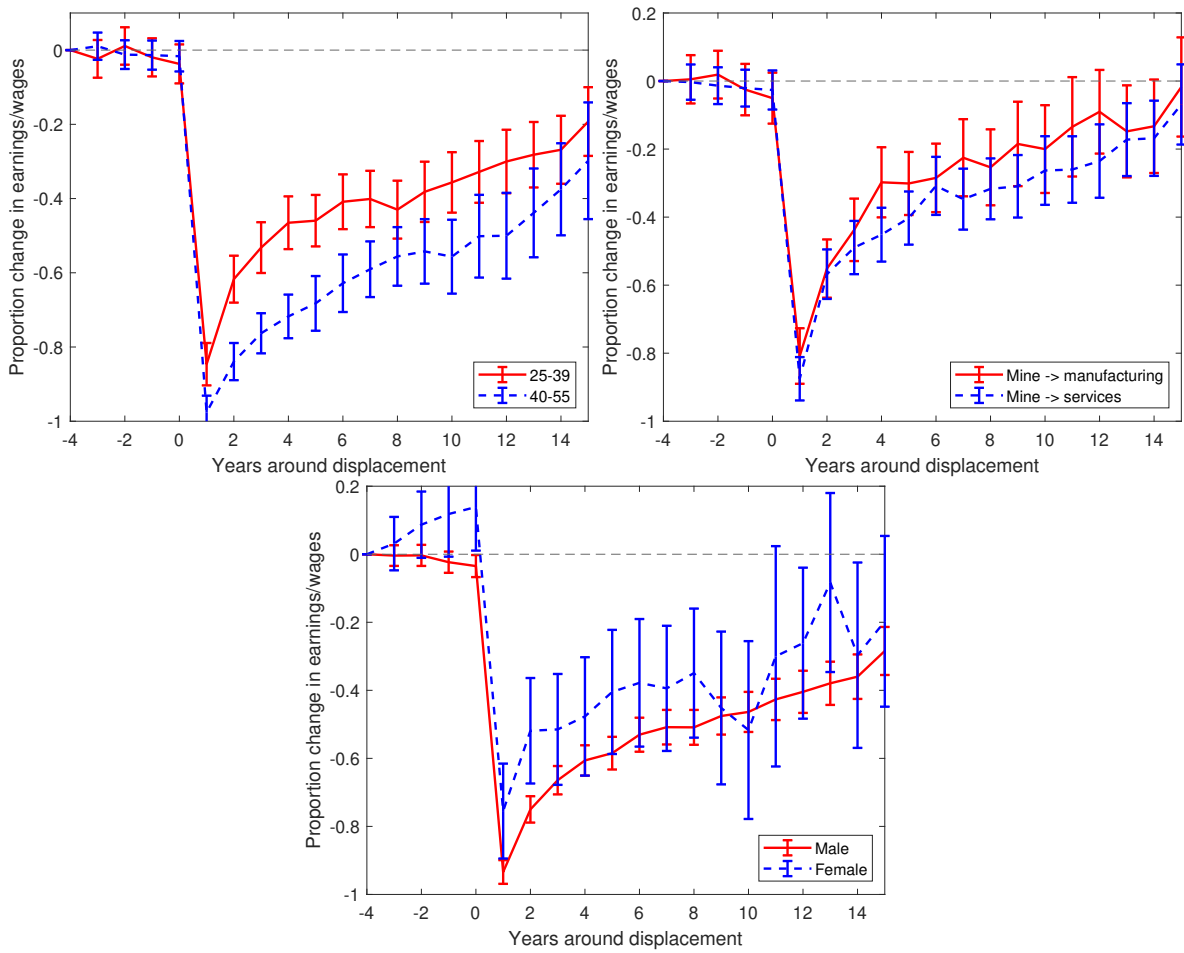 0
-0.2
-0.4
-0.6
-0.8
-1
Proportion change in earnings/wages
-4 -2 0 2 4 6 8 10 12 14
Years around displacement
25-39
40-55
0.2
0
-0.2
-0.4
-0.6
-0.8
-1
Proportion change in earnings/wages
-4 -2 0 2 4 6 8 10 12 14
Years around displacement
Mine -> manufacturing
Mine -> services
0.2
0
-0.2
-0.4
-0.6
-0.8
-1
Proportion change in earnings/wages
-4 -2 0 2 4 6 8 10 12 14
Years around displacement
Male
Female